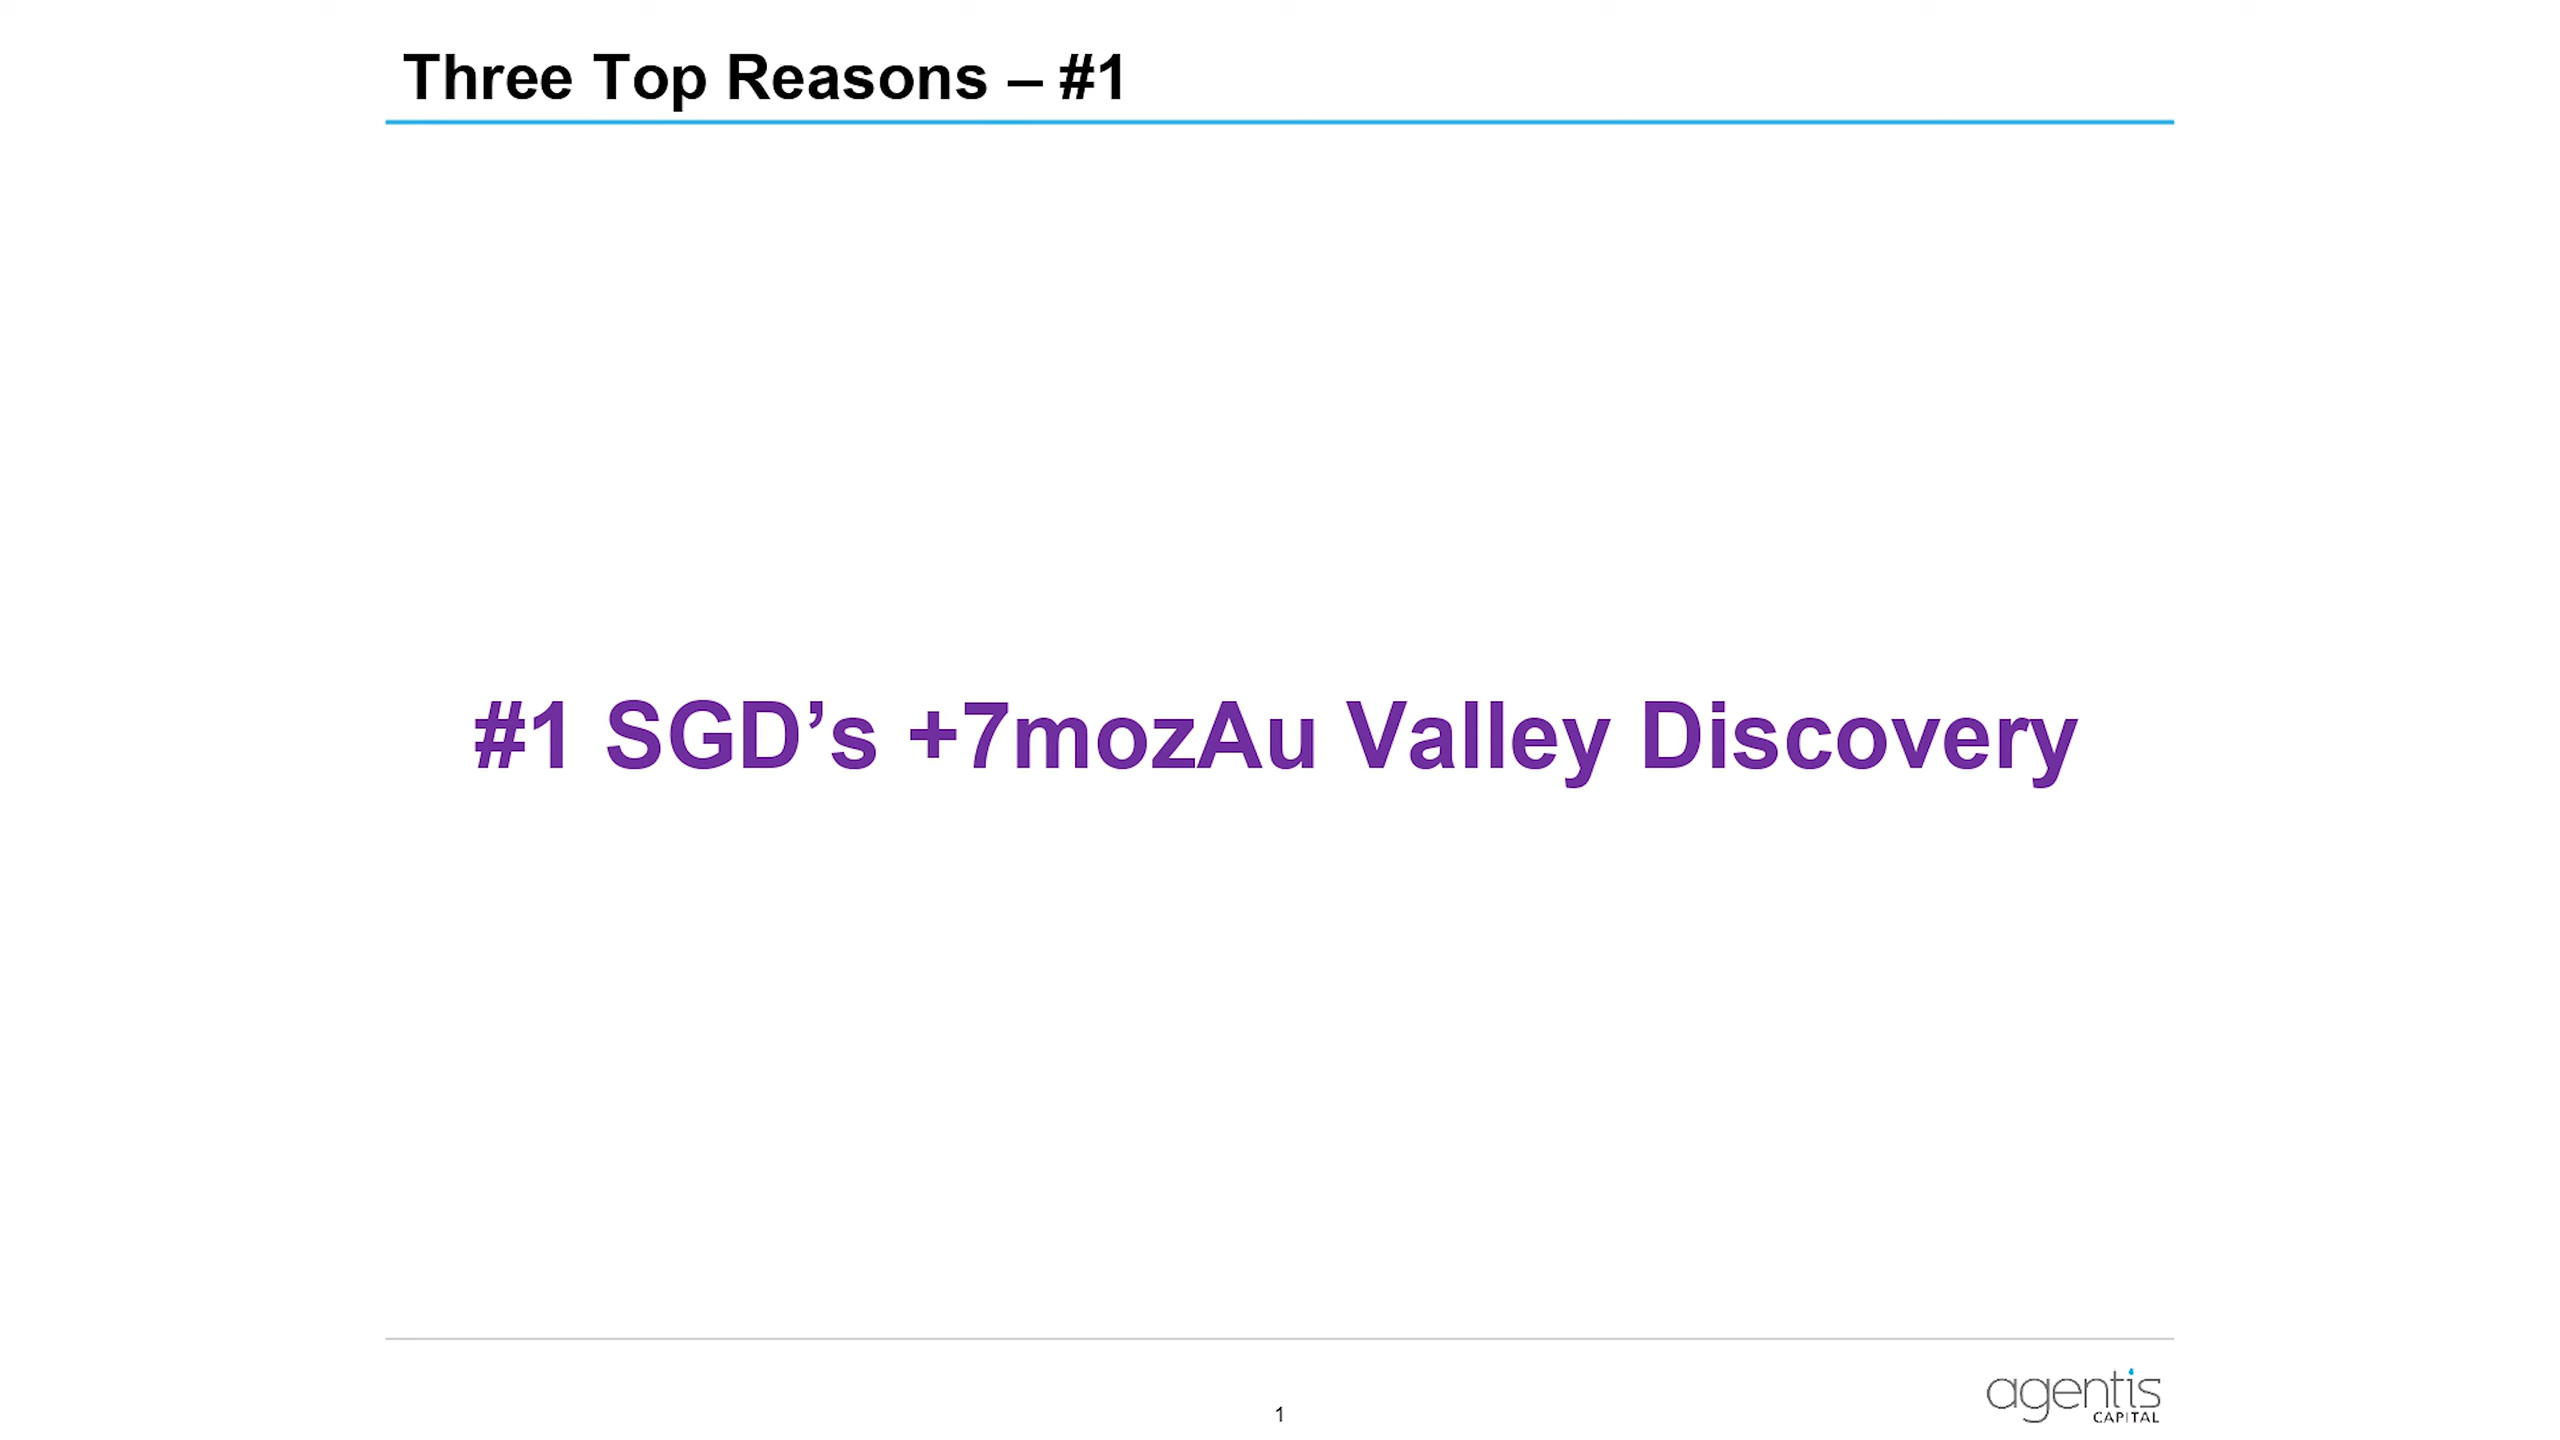 Three Top Reasons – #1
#1 SGD’s +7mozAu Valley Discovery
1
agentis
CAPITAL